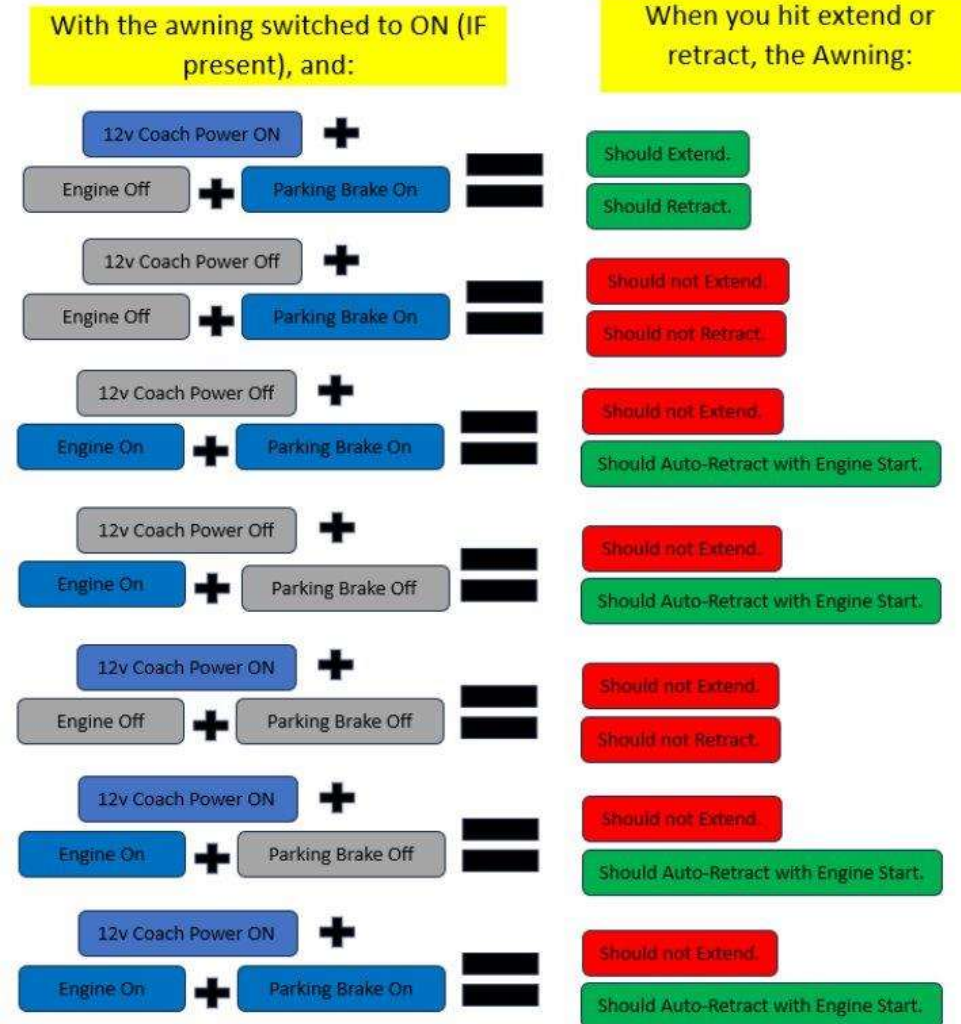 With the awning switched to ON (IF
present), and:
When you hit extend or
retract, the Awning:
12v Coach Power ON +
Engine Off + Parking Brake On =
Should Extend.
Should Retract.
12v Coach Power Off +
Engine Off + Parking Brake On =
Should not Extend.
Should not Retract.
12v Coach Power Off +
Engine On + Parking Brake On =
Should not Extend.
Should Auto-Retract with Engine Start.
12v Coach Power Off +
Engine On + Parking Brake Off =
Should not Extend.
Should Auto-Retract with Engine Start.
12v Coach Power ON +
Engine Off + Parking Brake Off =
Should not Extend.
Should not Retract.
12v Coach Power ON +
Engine On + Parking Brake Off =
Should not Extend.
Should Auto-Retract with Engine Start.
12v Coach Power ON +
Engine On + Parking Brake On =
Should not Extend.
Should Auto-Retract with Engine Start.